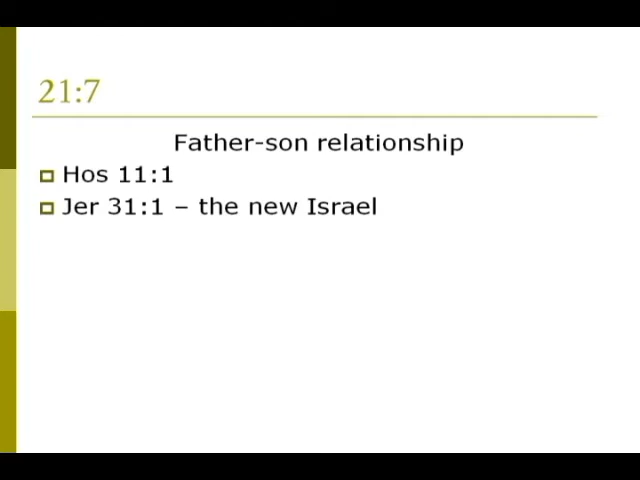 21:7
Father-son relationship
Hos 11:1
Jer 31:1 – the new Israel